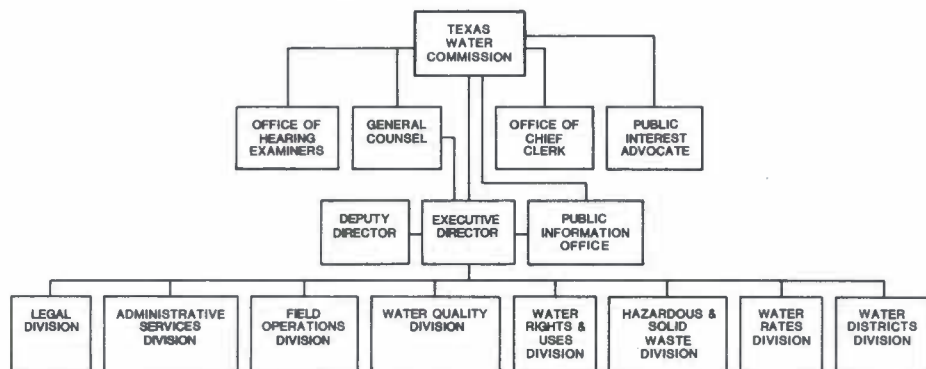 TEXAS
WATER
COMMISSION
OFFICE OF
HEARING
EXAMINERS
GENERAL
COUNSEL
OFFICE OF
CHIEF
CLERK
PUBLIC
INTEREST
ADVOCATE
DEPUTY
DIRECTOR
EXECUTIVE
DIRECTOR
PUBLIC
INFORMATION
OFFICE
LEGAL
DIVISION
ADMINISTRATIVE
SERVICES
DIVISION
FIELD
OPERATIONS
DIVISION
WATER QUALITY
DIVISION
WATER
RIGHTS &
USES
DIVISION
HAZARDOUS &
SOLID
WASTE
DIVISION
WATER
RATES
DIVISION
WATER
DISTRICTS
DIVISION